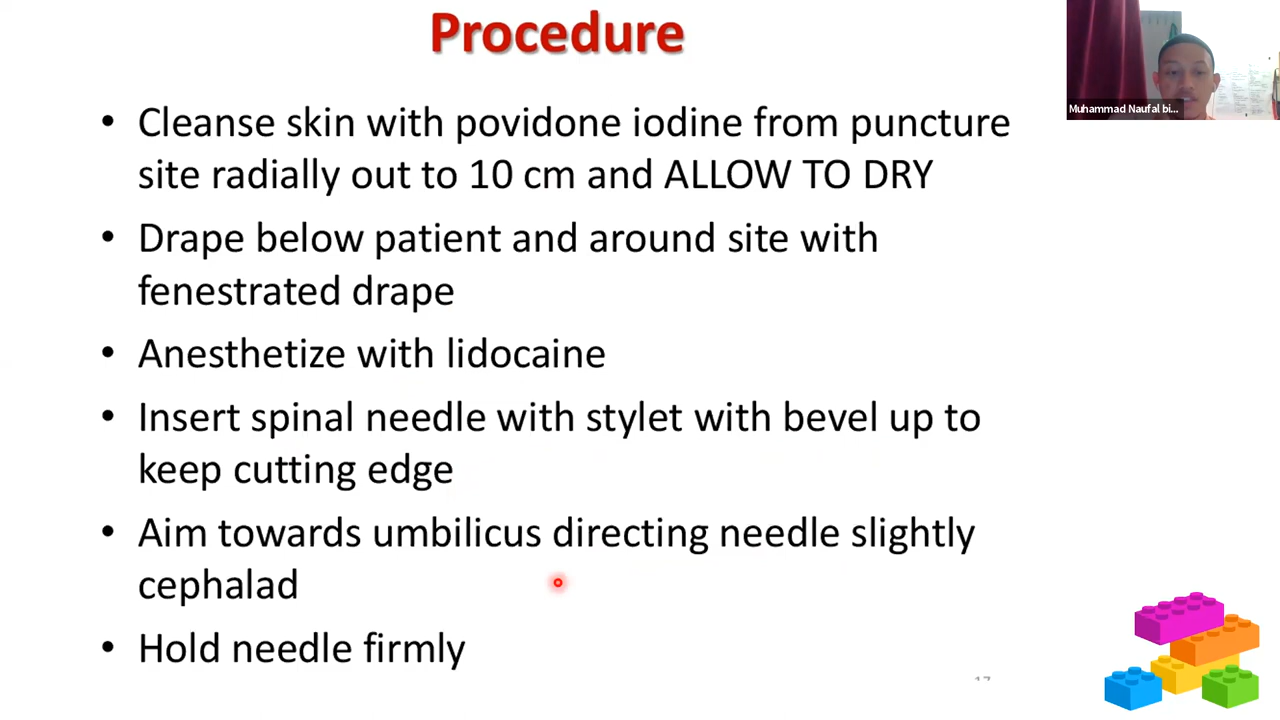 Procedure
Muhammad Naufal bi...
• Cleanse skin with povidone iodine from puncture
site radially out to 10 cm and ALLOW TO DRY
• Drape below patient and around site with
fenestrated drape
• Anesthetize with lidocaine
• Insert spinal needle with stylet with bevel up to
keep cutting edge
• Aim towards umbilicus directing needle slightly
cephalad
• Hold needle firmly